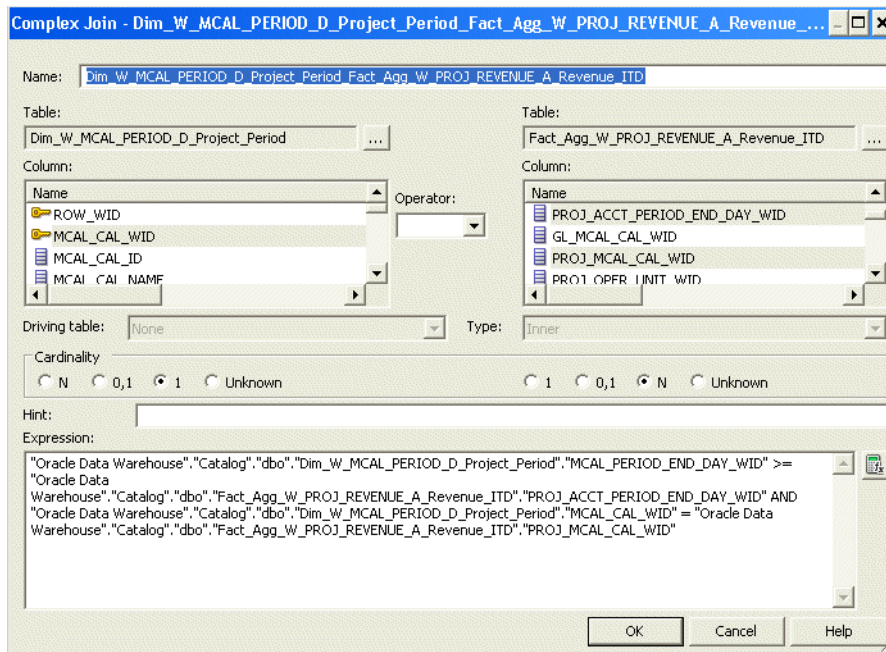 Complex Join - Dim_W_MCAL_PERIOD_D_Project_Period_Fact_Agg_W_PROJ_REVENUE_A_Revenue_...
Name: Dim_W_MCAL_PERIOD_D_Project_Period_Fact_Agg_W_PROJ_REVENUE_A_Revenue_ITD
Table: Table:
Dim_W_MCAL_PERIOD_D_Project_Period ... Fact_Agg_W_PROJ_REVENUE_A_Revenue_ITD ...
Column: Column:
Name Operator: Name
ROW_WID PROJ_ACCT_PERIOD_END_DAY_WID
MCAL_CAL_WID GL_MCAL_CAL_WID
MCAL_CAL_ID PROJ_MCAL_CAL_WID
MCAL_CAL_NAME PROJ_OPER_UNIT_WID
Driving table: None Type: Inner
Cardinality
N 0,1 1 Unknown 1 0,1 N Unknown
Hint:
Expression:
"Oracle Data Warehouse"."Catalog"."dbo"."Dim_W_MCAL_PERIOD_D_Project_Period"."MCAL_PERIOD_END_DAY_WID" >=
"Oracle Data
Warehouse"."Catalog"."dbo"."Fact_Agg_W_PROJ_REVENUE_A_Revenue_ITD"."PROJ_ACCT_PERIOD_END_DAY_WID" AND
"Oracle Data Warehouse"."Catalog"."dbo"."Dim_W_MCAL_PERIOD_D_Project_Period"."MCAL_CAL_WID" = "Oracle Data
Warehouse"."Catalog"."dbo"."Fact_Agg_W_PROJ_REVENUE_A_Revenue_ITD"."PROJ_MCAL_CAL_WID"
OK Cancel Help